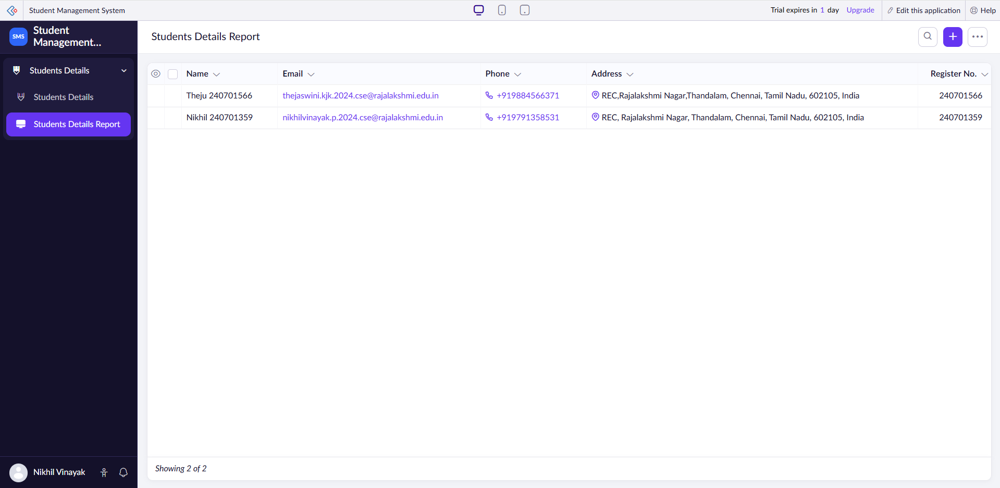 Student Management System
Trial expires in 1 day Upgrade
Edit this application
Help
SMS
Student
Management...
Students Details
Students Details
Students Details Report
Students Details Report
Name Email Phone Address Register No.
Theju 240701566 thejaswini.kjk.2024.cse@rajalakshmi.edu.in +919884566371 REC,Rajalakshmi Nagar,Thandalam, Chennai, Tamil Nadu, 602105, India 240701566
Nikhil 240701359 nikhilvinayak.p.2024.cse@rajalakshmi.edu.in +919791358531 REC, Rajalakshmi Nagar, Thandalam, Chennai, Tamil Nadu, 602105, India 240701359
Showing 2 of 2
Nikhil Vinayak